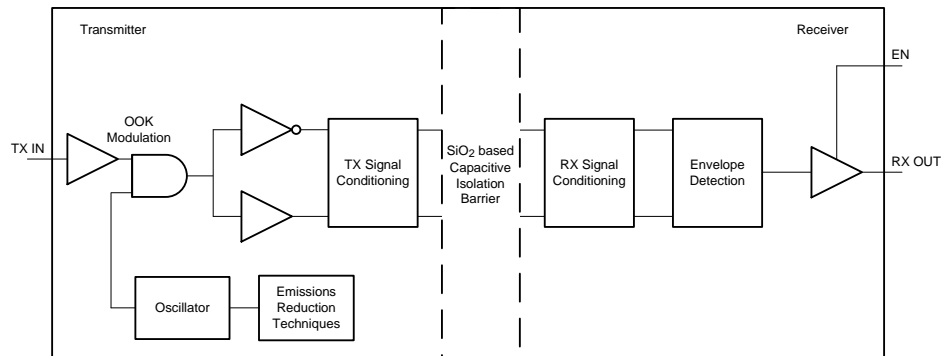 Transmitter
Receiver
EN
OOK
Modulation
TX IN
TX Signal
Conditioning
SiO2 based
Capacitive
Isolation
Barrier
RX Signal
Conditioning
Envelope
Detection
RX OUT
Oscillator
Emissions
Reduction
Techniques